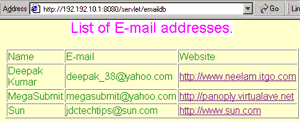 Address http://192.192.10.1:8080/servlet/emaildb Go Links
List of E-mail addresses.
Name E-mail Website
Deepak Kumar deepak_38@yahoo.com http://www.neelam.itgo.com
MegaSubmit megasubmit@yahoo.com http://panoply.virtualave.net
Sun jdctechtips@sun.com http://www.sun.com